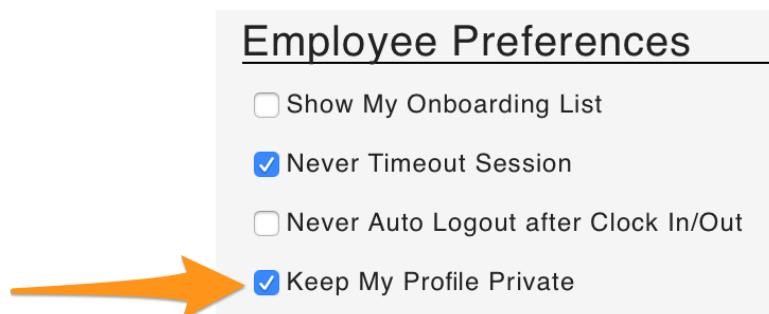 Employee Preferences
Show My Onboarding List
Never Timeout Session
Never Auto Logout after Clock In/Out
Keep My Profile Private